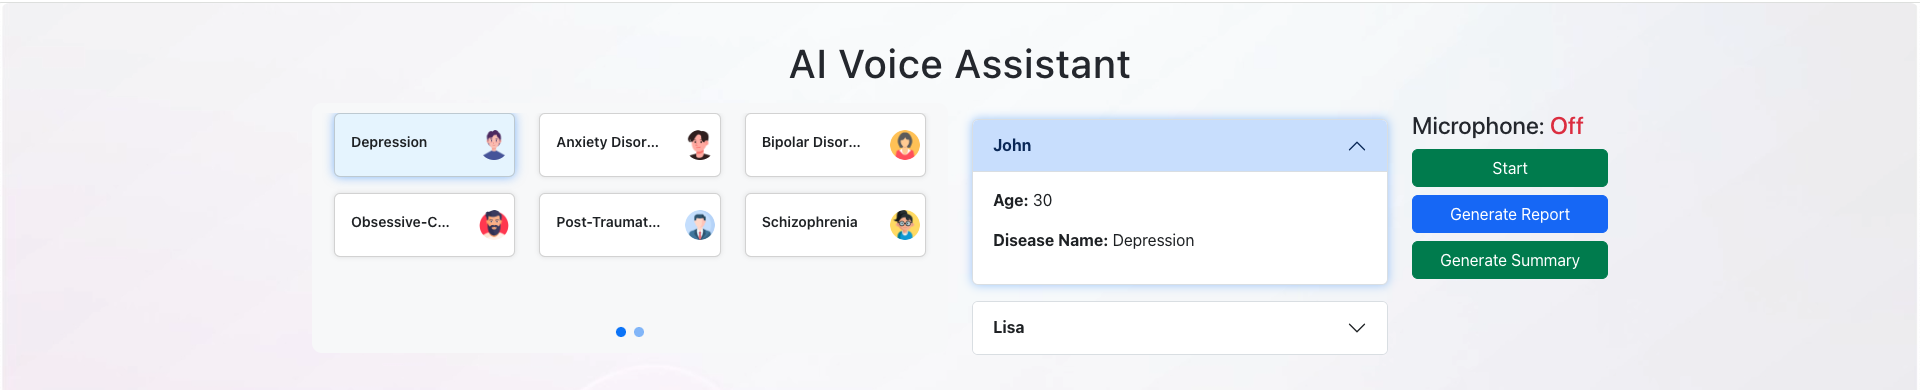 AI Voice Assistant
Depression
Anxiety Disor...
Bipolar Disor...
Obsessive-C...
Post-Traumat...
Schizophrenia
John
Age: 30
Disease Name: Depression
Lisa
Microphone: Off
Start
Generate Report
Generate Summary